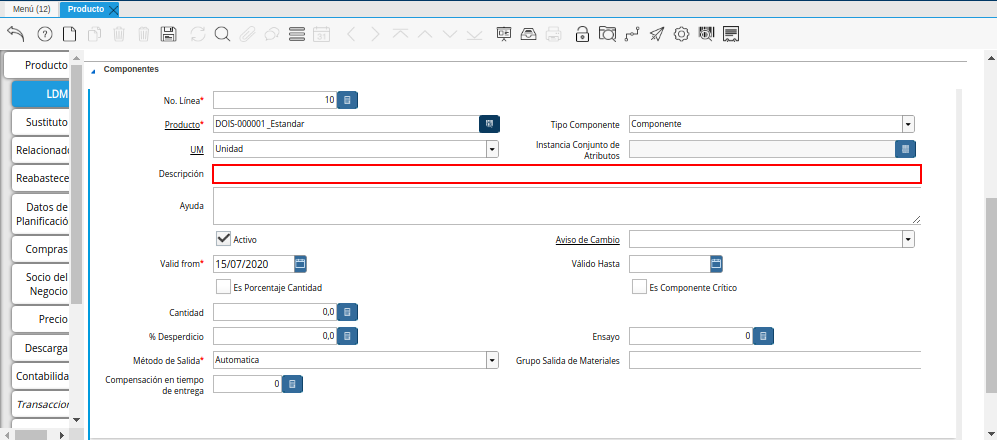 Menú (12)
Producto
Producto
LDM
Sustituto
Relacionado
Reabastece
Datos de
Planificació
Compras
Socio del
Negocio
Precio
Descarga
Contabilida
Transaccion
Componentes
No. Línea* 10
Producto* DOIS-000001_Estandar Tipo Componente Componente
UM Unidad Instancia Conjunto de
Atributos
Descripción
Ayuda
Activo Aviso de Cambio
Valid from* 15/07/2020 Válido Hasta
Es Porcentaje Cantidad Es Componente Crítico
Cantidad 0,0
% Desperdicio 0,0 Ensayo 0
Método de Salida* Automatica Grupo Salida de Materiales
Compensación en tiempo
de entrega 0